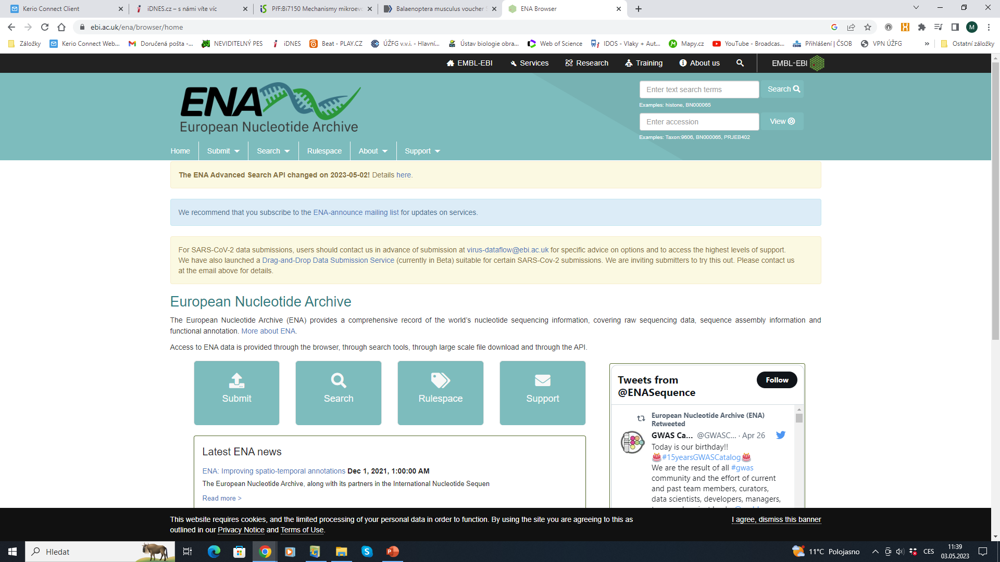 Kerio Connect Client
iDNES.cz – s námi víte víc
PřF:Bi7150 Mechanismy mikroevo
Balaenoptera musculus voucher
ENA Browser
ebi.ac.uk/ena/browser/home
M
Záložky
Kerio Connect Web...
Doručená pošta -...
NEVIDITELNÝ PES
iDNES
Beat - PLAY.CZ
ÚŽFG v.v.i. - Hlavní...
Ústav biologie obra...
Web of Science
IDOS - Vlaky + Aut...
Mapy.cz
YouTube - Broadcas...
Přihlášení | ČSOB
VPN ÚŽFG
»
Ostatní záložky
EMBL-EBI
Services
Research
Training
About us
EMBL-EBI
ENA
European Nucleotide Archive
Enter text search terms
Search
Examples: histone, BN000065
Enter accession
View
Examples: Taxon:9606, BN000065, PRJEB402
Home
Submit
Search
Rulespace
About
Support
The ENA Advanced Search API changed on 2023-05-02! Details here.
We recommend that you subscribe to the ENA-announce mailing list for updates on services.
For SARS-CoV-2 data submissions, users should contact us in advance of submission at virus-dataflow@ebi.ac.uk for specific advice on options and to access the highest levels of support.
We have also launched a Drag-and-Drop Data Submission Service (currently in Beta) suitable for certain SARS-Cov-2 submissions. We are inviting submitters to try this out. Please contact us
at the email above for details.
European Nucleotide Archive
The European Nucleotide Archive (ENA) provides a comprehensive record of the world's nucleotide sequencing information, covering raw sequencing data, sequence assembly information and
functional annotation. More about ENA.
Access to ENA data is provided through the browser, through search tools, through large scale file download and through the API.
Submit
Search
Rulespace
Support
Latest ENA news
ENA: Improving spatio-temporal annotations Dec 1, 2021, 1:00:00 AM
The European Nucleotide Archive, along with its partners in the International Nucleotide Sequen
Read more >
Tweets from
@ENASequence
Follow
European Nucleotide Archive (ENA)
Retweeted
GWAS Ca... @GWASC... · Apr 26
Today is our birthday!!
🎂#15yearsGWASCatalog🎂
We are the result of all #gwas
community and the effort of current
and past team members, curators,
data scientists, developers, managers,
This website requires cookies, and the limited processing of your personal data in order to function. By using the site you are agreeing to this as
outlined in our Privacy Notice and Terms of Use.
I agree, dismiss this banner
Hledat
11°C Polojasno
CES
11:39
03.05.2023